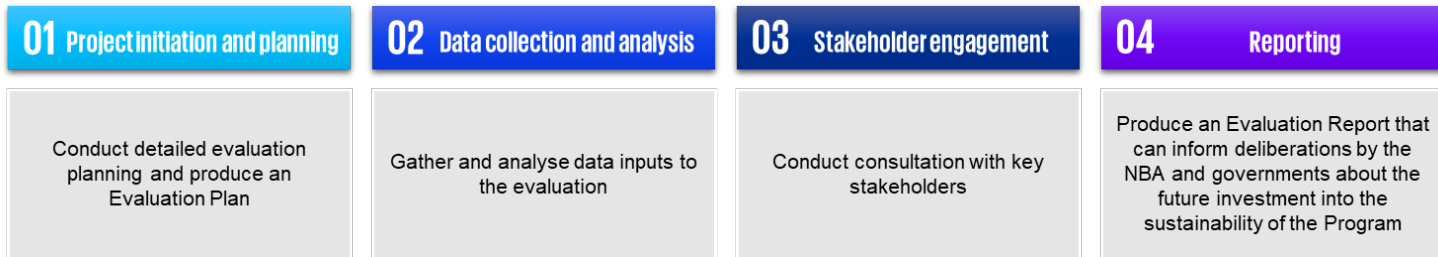 01 Project initiation and planning
Conduct detailed evaluation
planning and produce an
Evaluation Plan
02 Data collection and analysis
Gather and analyse data inputs to
the evaluation
03 Stakeholder engagement
Conduct consultation with key
stakeholders
04 Reporting
Produce an Evaluation Report that
can inform deliberations by the
NBA and governments about the
future investment into the
sustainability of the Program